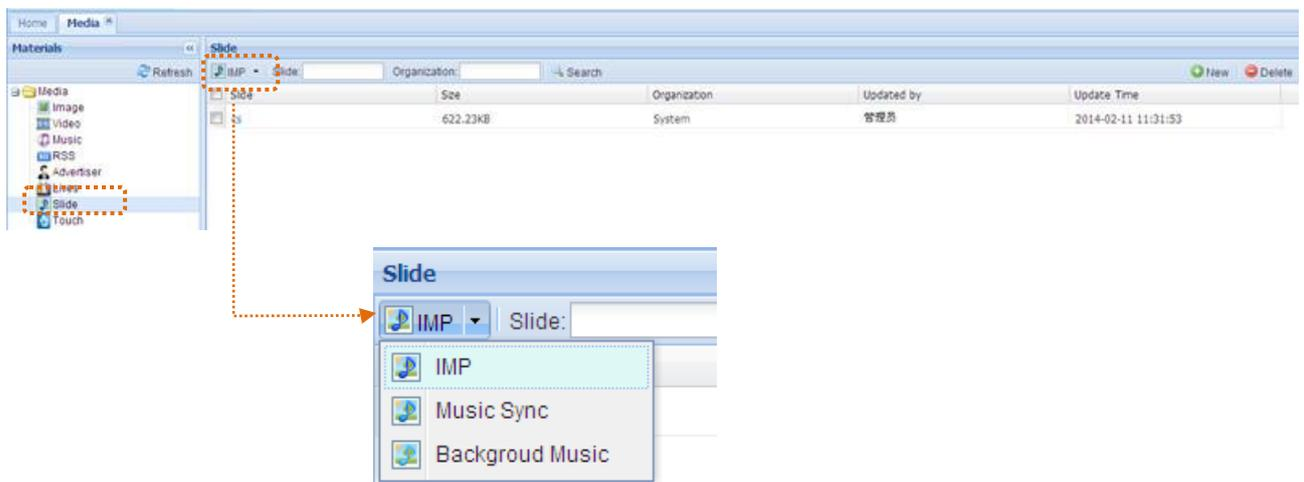 Home Media
Materials Slide
Refresh IMP Slide: Organization: Search New Delete
Media Slide Size Organization Updated by Update Time
Image
Video 622.23KB System 管理员 2014-02-11 11:31:53
Music
RSS
Advertiser
Lives
Slide
Touch
Slide
IMP Slide:
IMP
Music Sync
Backgroud Music